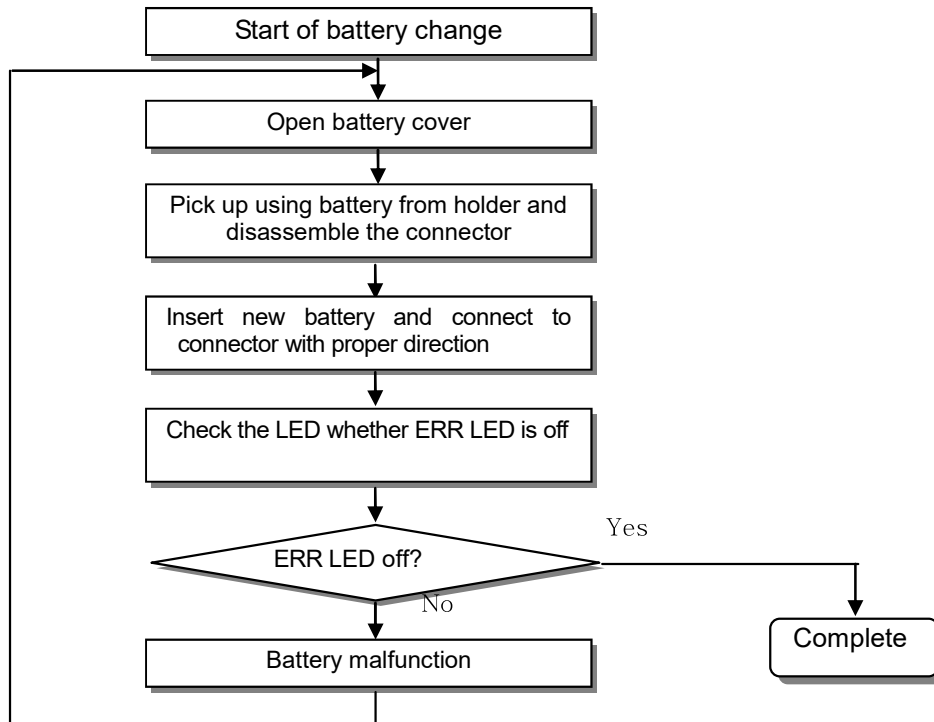 Start of battery change
Open battery cover
Pick up using battery from holder and
disassemble the connector
Insert new battery and connect to
connector with proper direction
Check the LED whether ERR LED is off
ERR LED off?
Yes
No
Battery malfunction
Complete